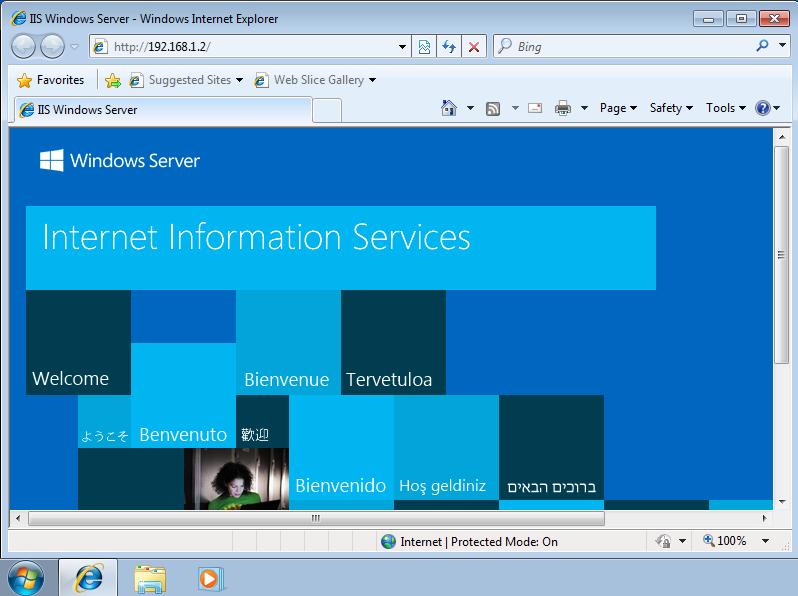 IIS Windows Server - Windows Internet Explorer
http://192.168.1.2/
Bing
Favorites
Suggested Sites
Web Slice Gallery
IIS Windows Server
Page
Safety
Tools
Windows Server
Internet Information Services
Welcome
Bienvenue
Tervetuloa
ようこそ
Benvenuto
歡迎
Bienvenido
Hoş geldiniz
ברוכים הבאים
Internet | Protected Mode: On
100%